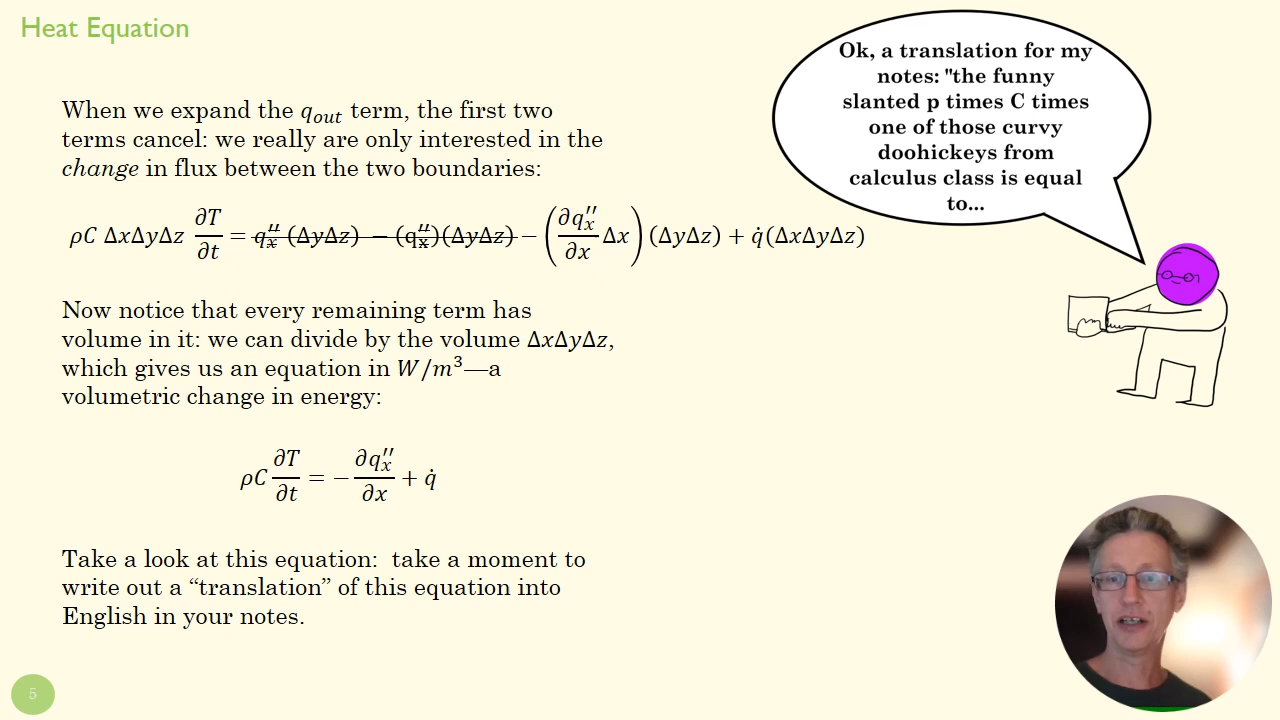 Heat Equation
When we expand the q_out term, the first two
terms cancel: we really are only interested in the
change in flux between the two boundaries:
ρC ΔxΔyΔz ∂T/∂t = q″_x (ΔyΔz) − (q″_x)(ΔyΔz) − (∂q″_x/∂x Δx)(ΔyΔz) + q̇(ΔxΔyΔz)
Now notice that every remaining term has
volume in it: we can divide by the volume ΔxΔyΔz,
which gives us an equation in W/m³—a
volumetric change in energy:
ρC ∂T/∂t = − ∂q″_x/∂x + q̇
Take a look at this equation:  take a moment to
write out a “translation” of this equation into
English in your notes.
5
Ok, a translation for my
notes: "the funny
slanted p times C times
one of those curvy
doohickeys from
calculus class is equal
to...